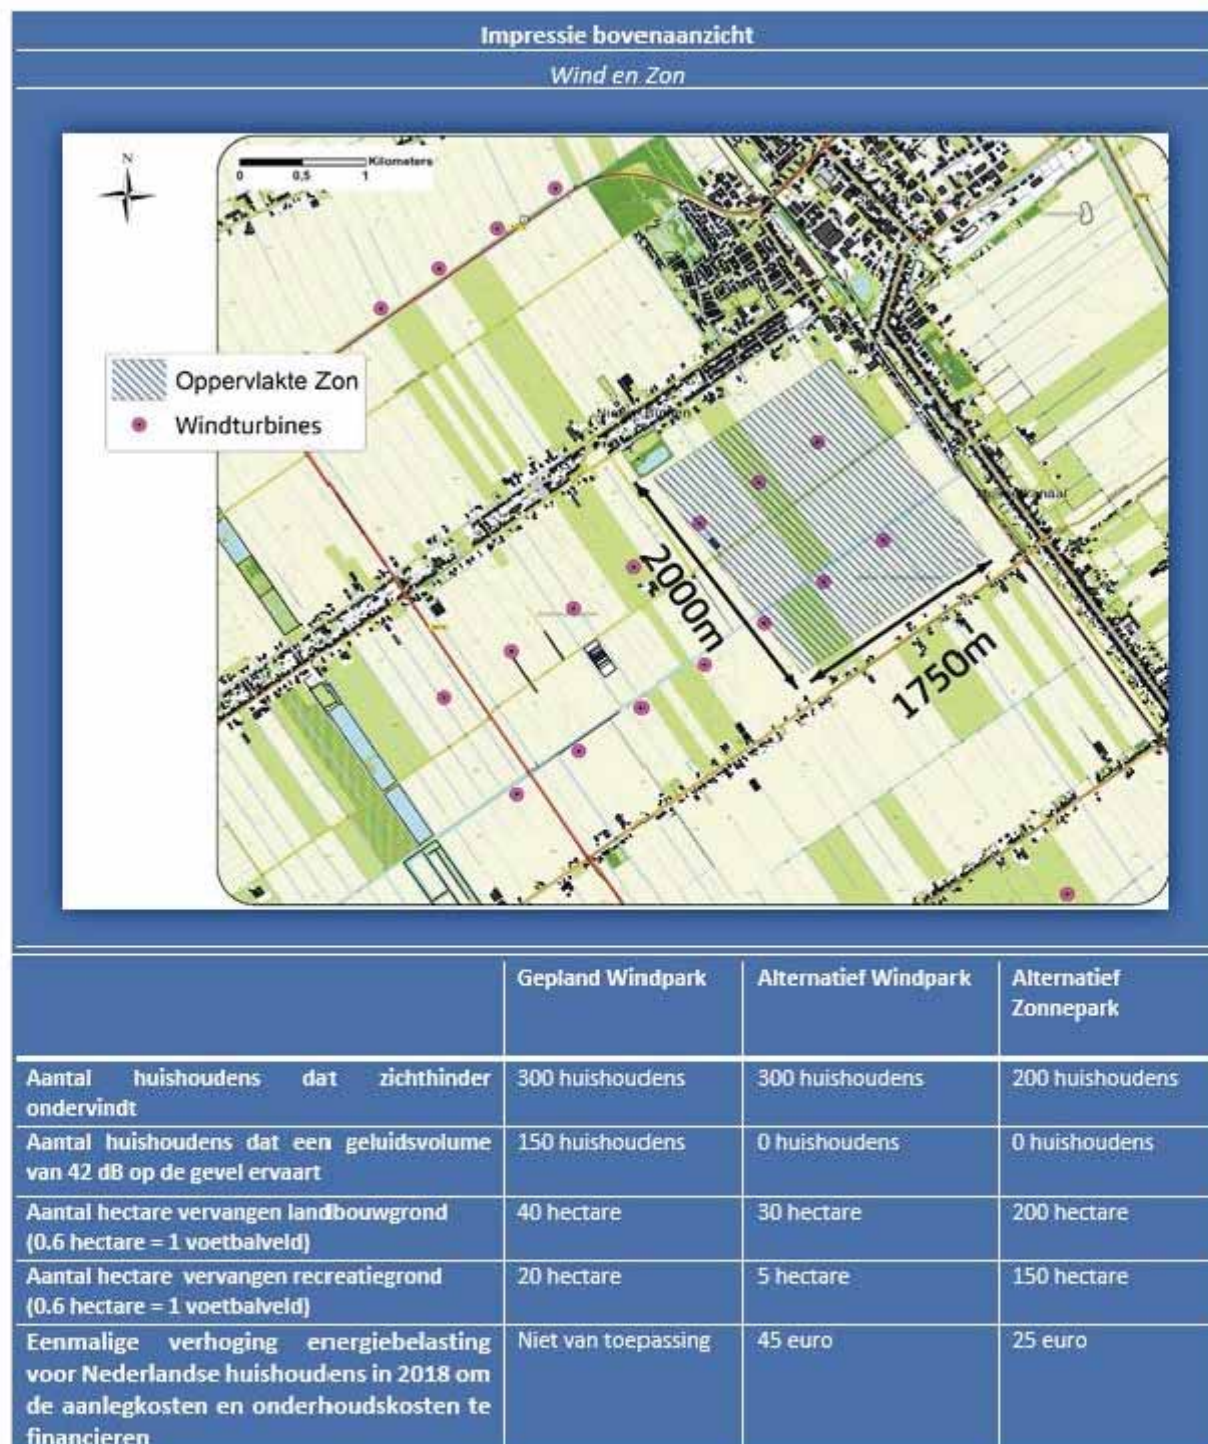 Impressie bovenaanzicht
Wind en Zon
N
Kilometers
0 0,5 1
Oppervlakte Zon
Windturbines
2000m
1750m
Gepland Windpark
Alternatief Windpark
Alternatief
Zonnepark
Aantal huishoudens dat zichthinder
ondervindt
300 huishoudens
300 huishoudens
200 huishoudens
Aantal huishoudens dat een geluidsvolume
van 42 dB op de gevel ervaart
150 huishoudens
0 huishoudens
0 huishoudens
Aantal hectare vervangen landbouwgrond
(0.6 hectare = 1 voetbalveld)
40 hectare
30 hectare
200 hectare
Aantal hectare vervangen recreatiegrond
(0.6 hectare = 1 voetbalveld)
20 hectare
5 hectare
150 hectare
Eenmalige verhoging energiebelasting
voor Nederlandse huishoudens in 2018 om
de aanlegkosten en onderhoudskosten te
financieren
Niet van toepassing
45 euro
25 euro